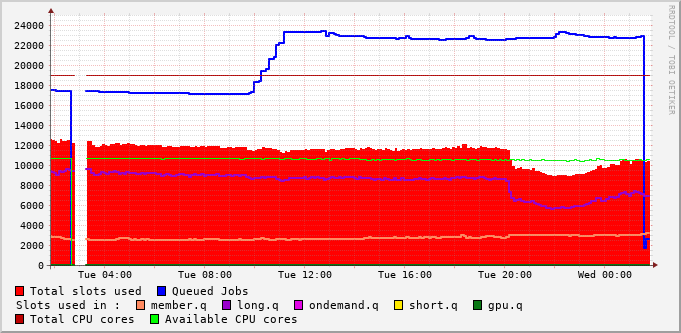 RRDTOOL / TOBI OETIKER
24000
22000
20000
18000
16000
14000
12000
10000
8000
6000
4000
2000
0
Tue 04:00 Tue 08:00 Tue 12:00 Tue 16:00 Tue 20:00 Wed 00:00
Total slots used Queued Jobs
Slots used in : member.q long.q ondemand.q short.q gpu.q
Total CPU cores Available CPU cores